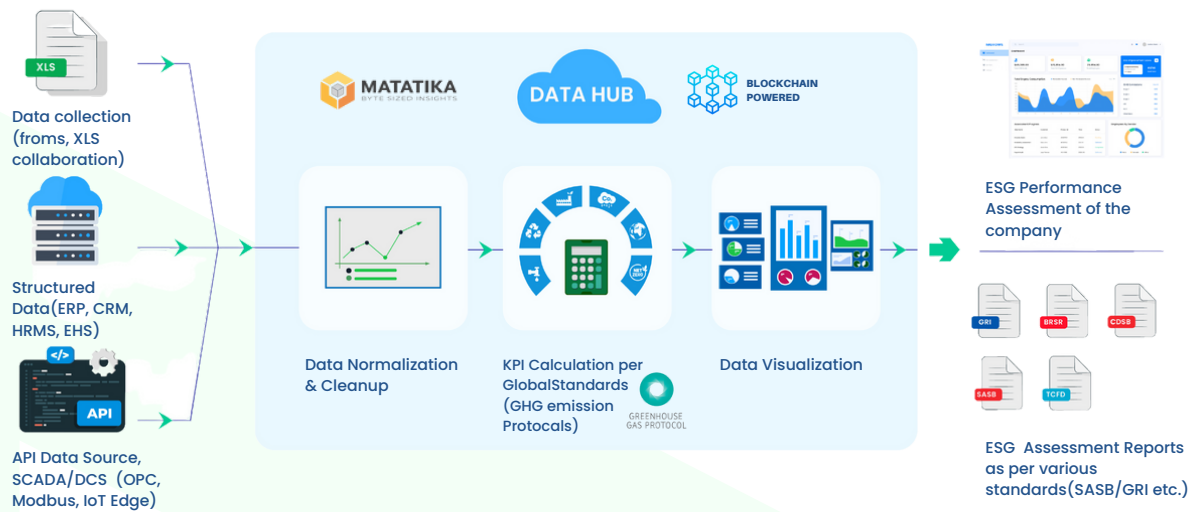 XLS
Data collection
(froms, XLS
collaboration)
Structured
Data(ERP, CRM,
HRMS, EHS)
</>
API
API Data Source,
SCADA/DCS (OPC,
Modbus, IoT Edge)
MATATIKA
BYTE SIZED INSIGHTS
DATA HUB
BLOCKCHAIN
POWERED
Data Normalization
& Cleanup
Co₂
NET
ZERO
KPI Calculation per
GlobalStandards
(GHG emission
Protocals)
GREENHOUSE
GAS PROTOCOL
Data Visualization
ESG Performance
Assessment of the
company
GRI
BRSR
CDSB
SASB
TCFD
ESG Assessment Reports
as per various
standards(SASB/GRI etc.)